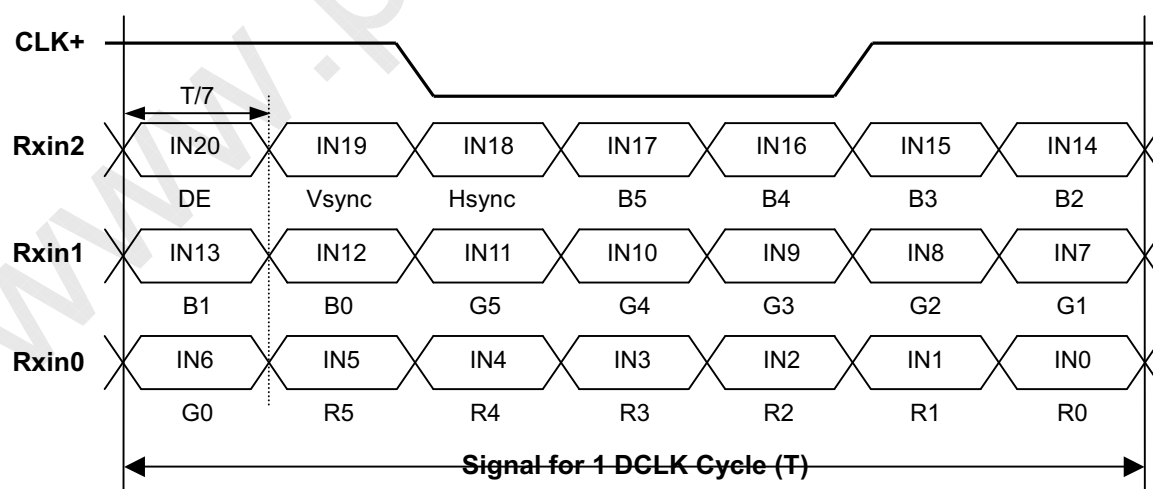 CLK+
T/7
Rxin2 IN20 IN19 IN18 IN17 IN16 IN15 IN14
DE Vsync Hsync B5 B4 B3 B2
Rxin1 IN13 IN12 IN11 IN10 IN9 IN8 IN7
B1 B0 G5 G4 G3 G2 G1
Rxin0 IN6 IN5 IN4 IN3 IN2 IN1 IN0
G0 R5 R4 R3 R2 R1 R0
Signal for 1 DCLK Cycle (T)